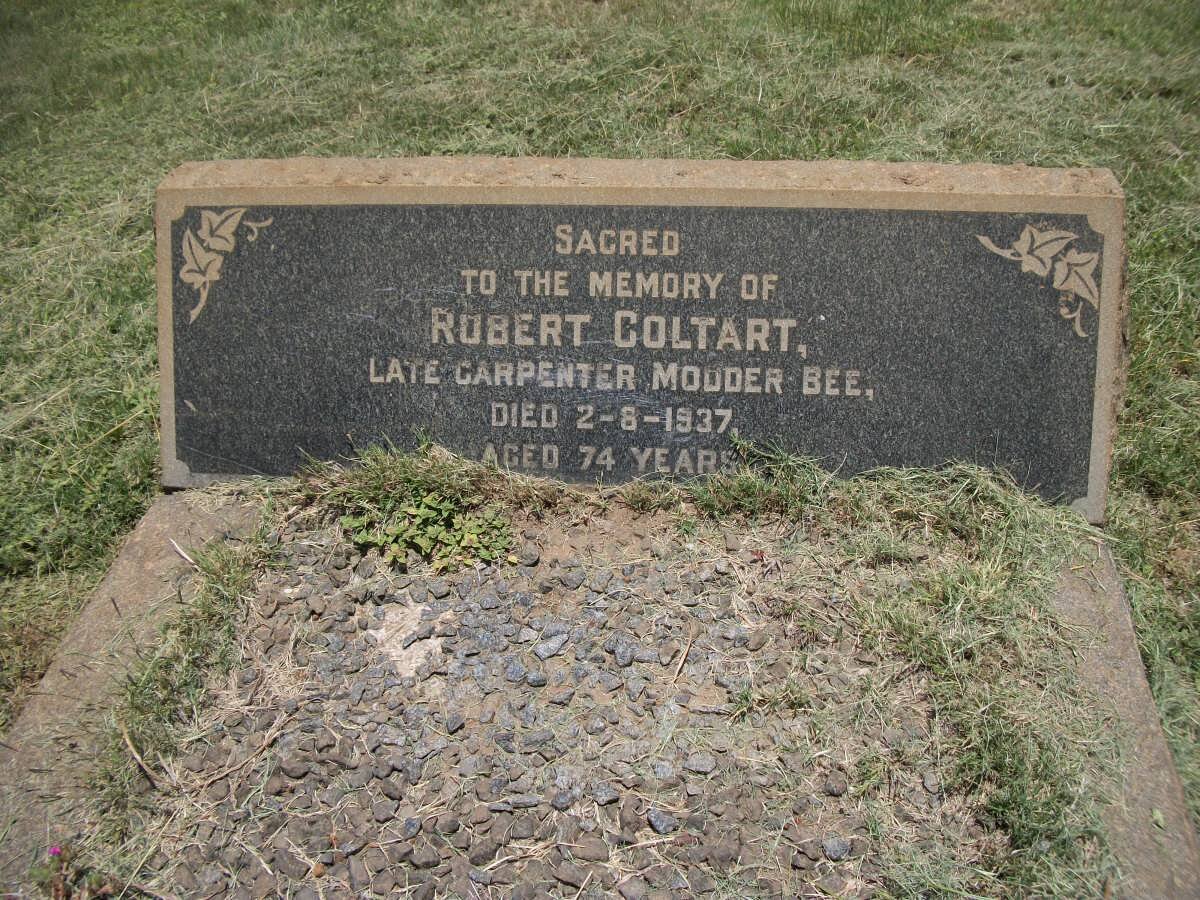 SACRED
TO THE MEMORY OF
ROBERT COLTART,
LATE CARPENTER MODDER BEE,
DIED 2-8-1937,
AGED 74 YEARS